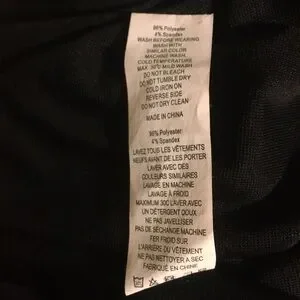 96% Polyester
4% Spandex
WASH BEFORE WEARING
WASH WITH
SIMILAR COLOR
MACHINE WASH
COLD TEMPERATURE
MAX. 30℃ MILD WASH
DO NOT BLEACH
DO NOT TUMBLE DRY
COLD IRON ON
REVERSE SIDE
DO NOT DRY CLEAN
MADE IN CHINA
96% Polyester
4% Spandex
LAVEZ TOUS LES VÊTEMENTS
NEUFS AVANT DE LES PORTER
LAVER AVEC DES
COULEURS SIMILAIRES
LAVAGE EN MACHINE
LAVAGE À FROID
MAXIMUM 30C LAVER AVEC
UN DÉTERGENT DOUX
NE PAS JAVELLISER
PAS DE SÉCHANGE MACHINE
FER FROID SUR
L'ARRIÈRE DU VÊTEMENT
NE PAS NETTOYER A SEC
FABRIQUÉ EN CHINE